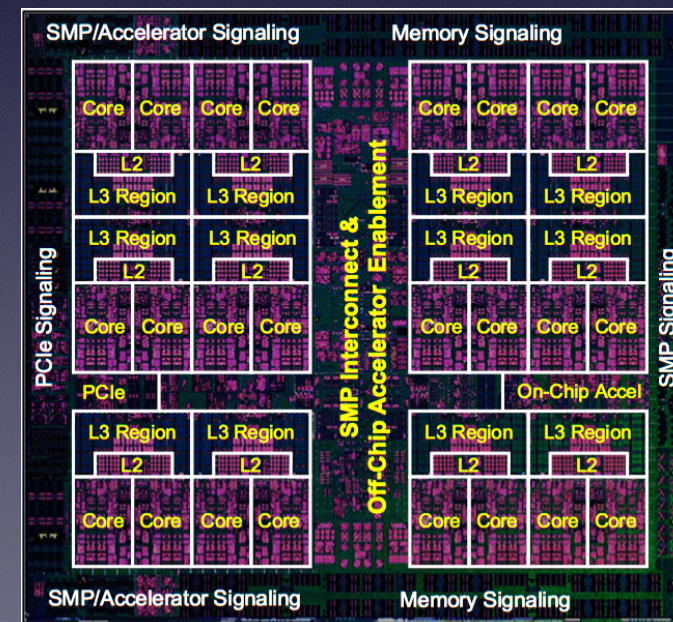 SMP/Accelerator Signaling
Memory Signaling
Core Core Core Core
Core Core Core Core
L2 L2
L2 L2
L3 Region L3 Region
L3 Region L3 Region
L3 Region L3 Region
L3 Region L3 Region
L2 L2
L2 L2
Core Core Core Core
Core Core Core Core
PCIe Signaling
SMP Interconnect &
Off-Chip Accelerator Enablement
SMP Signaling
PCIe
On-Chip Accel
L3 Region L3 Region
L3 Region L3 Region
L2 L2
L2 L2
Core Core Core Core
Core Core Core Core
SMP/Accelerator Signaling
Memory Signaling